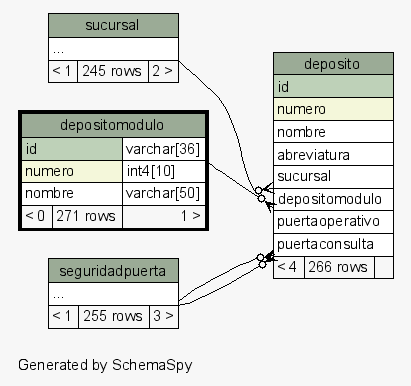 sucursal
...
< 1 245 rows 2 >
depositomodulo
id varchar[36]
numero int4[10]
nombre varchar[50]
< 0 271 rows 1 >
seguridadpuerta
...
< 1 255 rows 3 >
deposito
id
numero
nombre
abreviatura
sucursal
depositomodulo
puertaoperativo
puertaconsulta
< 4 266 rows
Generated by SchemaSpy